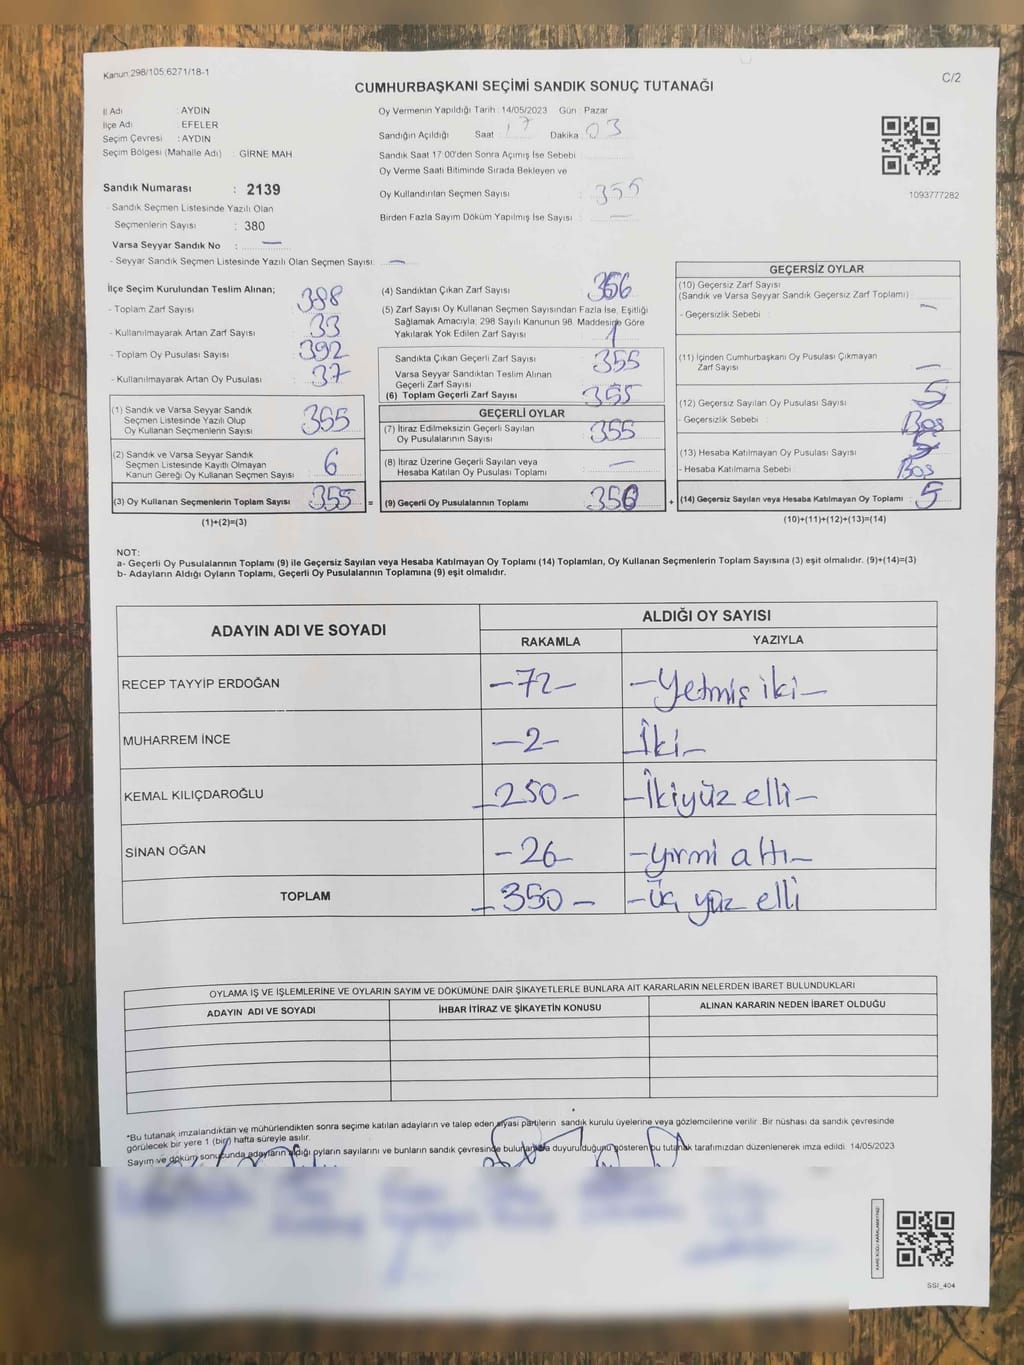 Kanun:298/105;6271/18-1
C/2
CUMHURBAŞKANI SEÇİMİ SANDIK SONUÇ TUTANAĞI
İl Adı : AYDIN
İlçe Adı : EFELER
Seçim Çevresi : AYDIN
Seçim Bölgesi (Mahalle Adı) : GİRNE MAH.
Sandık Numarası : 2139
- Sandık Seçmen Listesinde Yazılı Olan
Seçmenlerin Sayısı : 380
Varsa Seyyar Sandık No : —
- Seyyar Sandık Seçmen Listesinde Yazılı Olan Seçmen Sayısı: —
Oy Vermenin Yapıldığı Tarih : 14/05/2023 Gün : Pazar
Sandığın Açıldığı Saat : 17 Dakika : 03
Sandık Saat 17:00'den Sonra Açımış İse Sebebi :
Oy Verme Saati Bitiminde Sırada Bekleyen ve
Oy Kullandırılan Seçmen Sayısı : 355
Birden Fazla Sayım Döküm Yapılmış İse Sayısı : —
1093777282
İlçe Seçim Kurulundan Teslim Alınan;
- Toplam Zarf Sayısı : 388
- Kullanılmayarak Artan Zarf Sayısı : 33
- Toplam Oy Pusulası Sayısı : 392
- Kullanılmayarak Artan Oy Pusulası : 37
(1) Sandık ve Varsa Seyyar Sandık
Seçmen Listesinde Yazılı Olup
Oy Kullanan Seçmenlerin Sayısı : 355
(2) Sandık ve Varsa Seyyar Sandık
Seçmen Listesinde Kayıtlı Olmayan
Kanun Gereği Oy Kullanan Seçmen Sayısı : 6
(3) Oy Kullanan Seçmenlerin Toplam Sayısı : 355 =
(1)+(2)=(3)
(4) Sandıktan Çıkan Zarf Sayısı : 356
(5) Zarf Sayısı Oy Kullanan Seçmen Sayısından Fazla İse, Eşitliği
Sağlamak Amacıyla; 298 Sayılı Kanunun 98. Maddesine Göre
Yakılarak Yok Edilen Zarf Sayısı : 1
Sandıkta Çıkan Geçerli Zarf Sayısı : 355
Varsa Seyyar Sandıktan Teslim Alınan
Geçerli Zarf Sayısı :
(6) Toplam Geçerli Zarf Sayısı : 355
GEÇERLİ OYLAR
(7) İtiraz Edilmeksizin Geçerli Sayılan
Oy Pusulalarının Sayısı : 355
(8) İtiraz Üzerine Geçerli Sayılan veya
Hesaba Katılan Oy Pusulası Toplamı : —
(9) Geçerli Oy Pusulalarının Toplamı : 350 +
GEÇERSİZ OYLAR
(10) Geçersiz Zarf Sayısı
(Sandık ve Varsa Seyyar Sandık Geçersiz Zarf Toplamı) :
- Geçersizlik Sebebi : —
(11) İçinden Cumhurbaşkanı Oy Pusulası Çıkmayan
Zarf Sayısı : —
(12) Geçersiz Sayılan Oy Pusulası Sayısı : 5
- Geçersizlik Sebebi : Boş
(13) Hesaba Katılmayan Oy Pusulası Sayısı : 5
- Hesaba Katılmama Sebebi : Boş
(14) Geçersiz Sayılan veya Hesaba Katılmayan Oy Toplamı : 5
(10)+(11)+(12)+(13)=(14)
NOT:
a- Geçerli Oy Pusulalarının Toplamı (9) ile Geçersiz Sayılan veya Hesaba Katılmayan Oy Toplamı (14) Toplamları, Oy Kullanan Seçmenlerin Toplam Sayısına (3) eşit olmalıdır. (9)+(14)=(3)
b- Adayların Aldığı Oyların Toplamı, Geçerli Oy Pusulalarının Toplamına (9) eşit olmalıdır.
ADAYIN ADI VE SOYADI
ALDIĞI OY SAYISI
RAKAMLA YAZIYLA
RECEP TAYYİP ERDOĞAN —72— —Yetmiş iki—
MUHARREM İNCE —2— İki—
KEMAL KILIÇDAROĞLU —250— —İkiyüz elli—
SİNAN OĞAN —26— —yirmi altı—
TOPLAM —350— —üç yüz elli
OYLAMA İŞ VE İŞLEMLERİNE VE OYLARIN SAYIM VE DÖKÜMÜNE DAİR ŞİKAYETLERLE BUNLARA AİT KARARLARIN NELERDEN İBARET BULUNDUKLARI
ADAYIN ADI VE SOYADI İHBAR İTİRAZ VE ŞİKAYETİN KONUSU ALINAN KARARIN NEDEN İBARET OLDUĞU
*Bu tutanak imzalandıktan ve mühürlendikten sonra seçime katılan adayların ve talep eden siyasi partilerin sandık kurulu üyelerine veya gözlemcilerine verilir. Bir nüshası da sandık çevresinde
görülecek bir yere 1 (bir) hafta süreyle asılır.
Sayım ve döküm sonucunda adayların aldığı oyların sayılarını ve bunların sandık çevresinde bulunanlara duyurulduğunu gösteren bu tutanak tarafımızdan düzenlenerek imza edildi. 14/05/2023
SSI_404